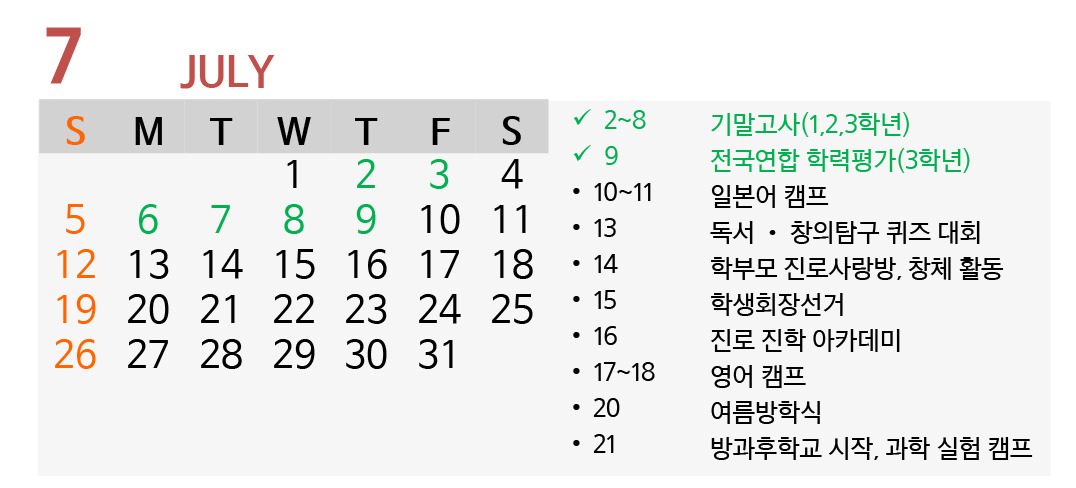 7 JULY
S M T W T F S
1 2 3 4
5 6 7 8 9 10 11
12 13 14 15 16 17 18
19 20 21 22 23 24 25
26 27 28 29 30 31
✓ 2~8 기말고사(1,2,3학년)
✓ 9 전국연합 학력평가(3학년)
• 10~11 일본어 캠프
• 13 독서 • 창의탐구 퀴즈 대회
• 14 학부모 진로사랑방, 창체 활동
• 15 학생회장선거
• 16 진로 진학 아카데미
• 17~18 영어 캠프
• 20 여름방학식
• 21 방과후학교 시작, 과학 실험 캠프